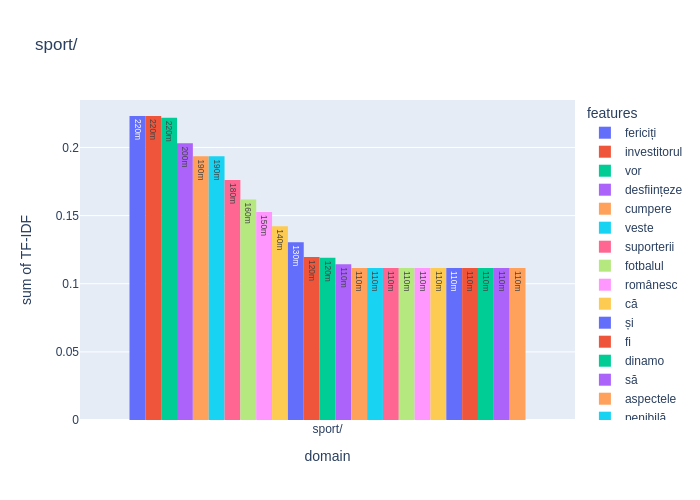 sport/
features
fericiți
investitorul
vor
desființeze
cumpere
veste
suporterii
fotbalul
românesc
că
și
fi
dinamo
să
aspectele
penibilă
0.2
0.15
0.1
0.05
0
sum of TF-IDF
220m
220m
220m
200m
190m
190m
180m
160m
150m
140m
130m
120m
120m
110m
110m
110m
110m
110m
110m
110m
110m
110m
110m
110m
110m
sport/
domain